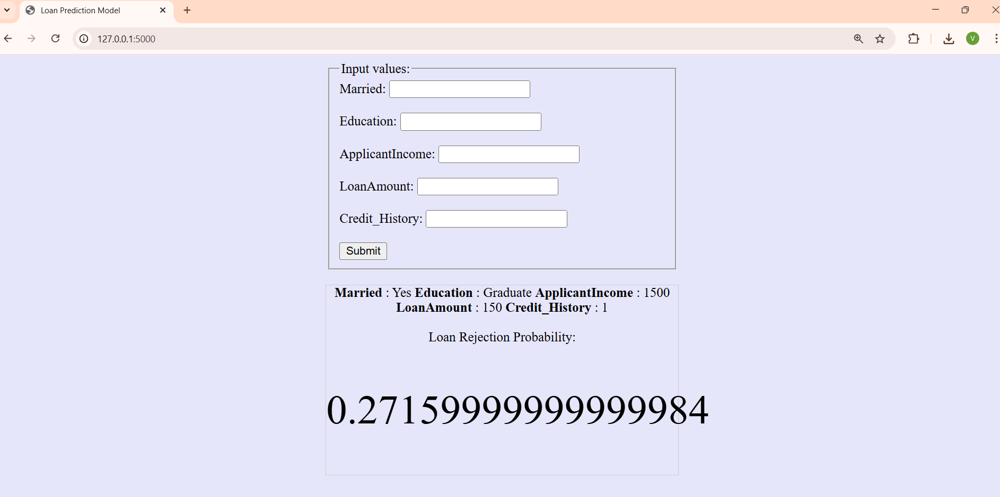 Loan Prediction Model
127.0.0.1:5000
V
Input values:
Married:
Education:
ApplicantIncome:
LoanAmount:
Credit_History:
Submit
Married : Yes Education : Graduate ApplicantIncome : 1500
LoanAmount : 150 Credit_History : 1
Loan Rejection Probability:
0.27159999999999984